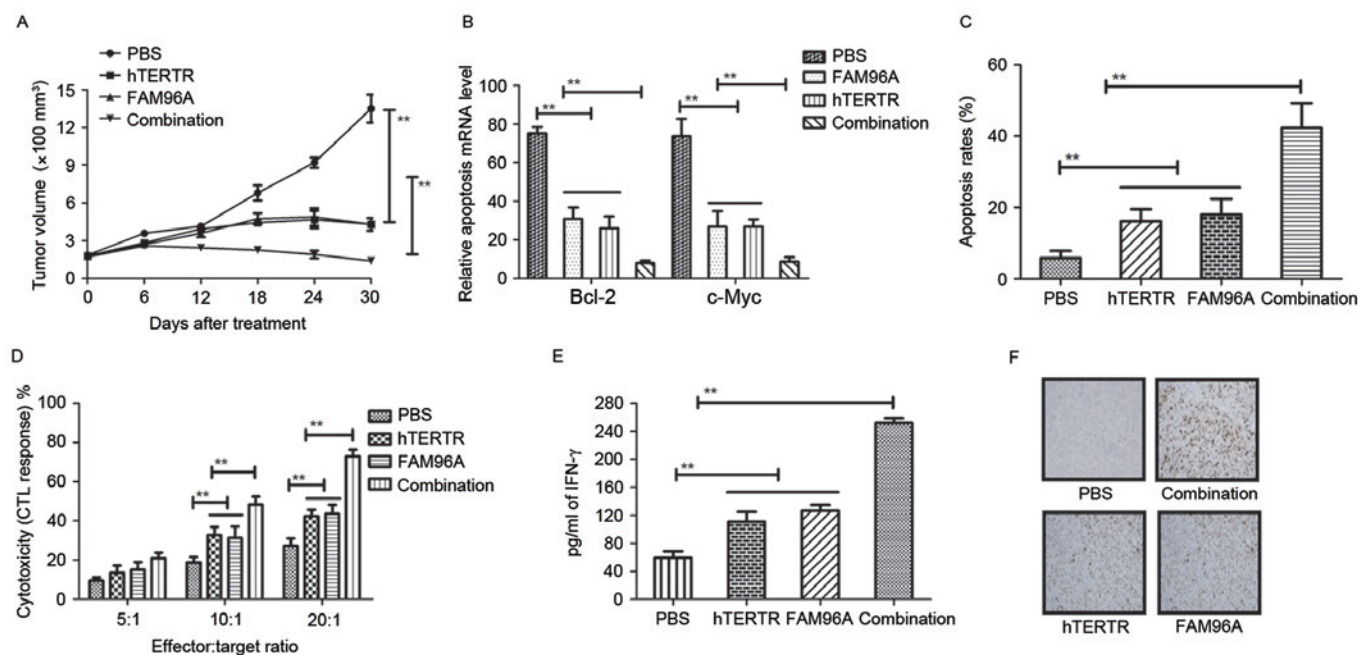 A
PBS
hTERTR
FAM96A
Combination
Tumor volume (×100 mm³)
15
12
9
6
3
0
**
**
0 6 12 18 24 30
Days after treatment
B
PBS
FAM96A
hTERTR
Combination
Relative apoptosis mRNA level
100
80
60
40
20
0
** ** ** **
Bcl-2 c-Myc
C
Apoptosis rates (%)
60
40
20
0
**
**
PBS hTERTR FAM96A Combination
D
PBS
hTERTR
FAM96A
Combination
Cytotoxicity (CTL response) %
100
80
60
40
20
0
** ** ** **
5:1 10:1 20:1
Effector:target ratio
E
pg/ml of IFN-γ
280
240
200
160
120
80
40
0
**
**
PBS hTERTR FAM96A Combination
F
PBS Combination
hTERTR FAM96A